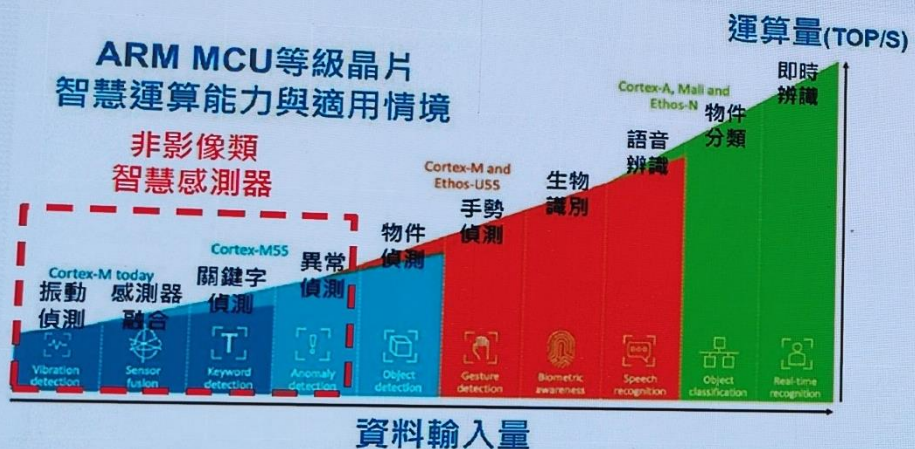 運算量(TOP/S)
ARM MCU等級晶片
智慧運算能力與適用情境
非影像類
智慧感測器
Cortex-M today
Cortex-M55
Cortex-M and
Ethos-U55
Cortex-A, Mali and
Ethos-N
振動
偵測
感測器
融合
關鍵字
偵測
異常
偵測
物件
偵測
手勢
偵測
生物
識別
語音
辨識
物件
分類
即時
辨識
Vibration
detection
Sensor
fusion
T
Keyword
detection
Anomaly
detection
Object
detection
Gesture
detection
Biometric
awareness
Speech
recognition
Object
classification
Real-time
recognition
資料輸入量